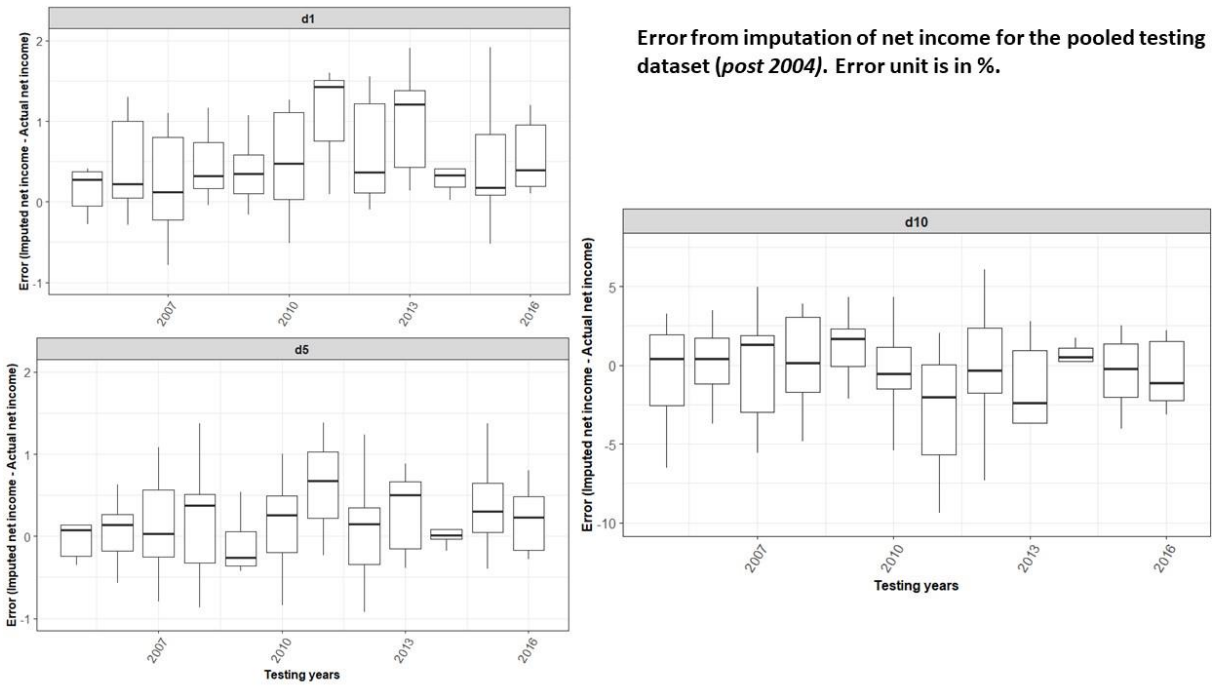 d1
Error (Imputed net income - Actual net income)
2
1
0
-1
2007
2010
2013
2016
Error from imputation of net income for the pooled testing
dataset (post 2004). Error unit is in %.
d5
Error (Imputed net income - Actual net income)
2
1
0
-1
2007
2010
2013
2016
Testing years
d10
Error (Imputed net income - Actual net income)
5
0
-5
-10
2007
2010
2013
2016
Testing years